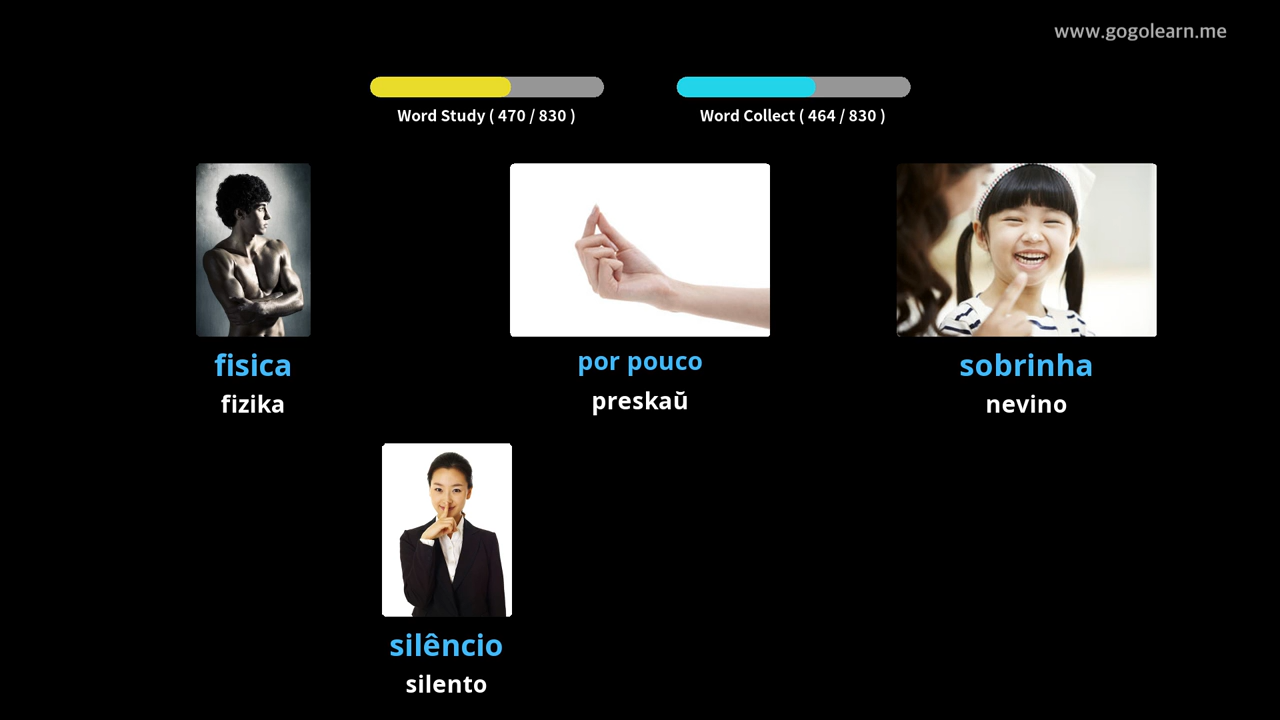 www.gogolearn.me
Word Study ( 470 / 830 )
Word Collect ( 464 / 830 )
fisica
fizika
por pouco
preskaŭ
sobrinha
nevino
silêncio
silento